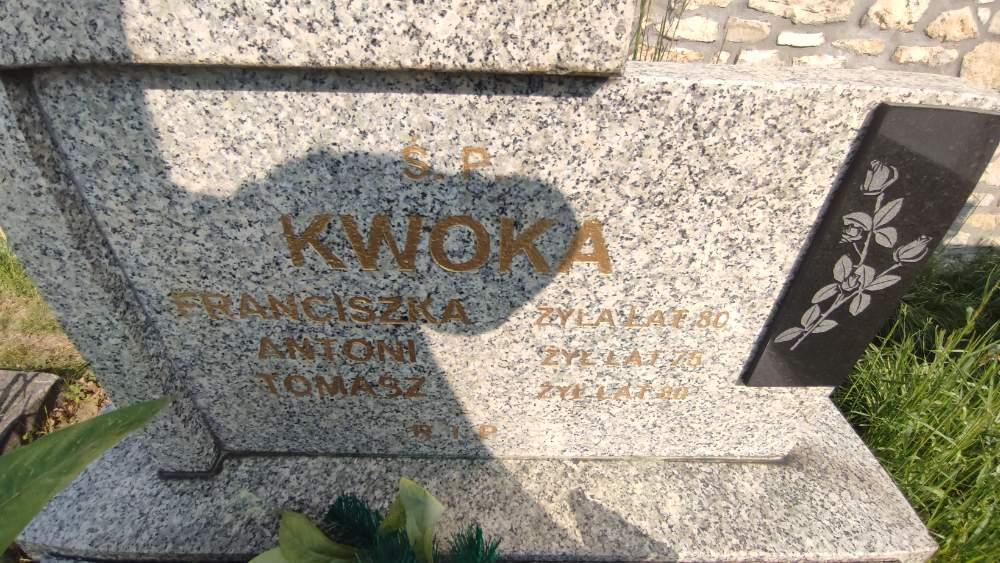 Ś. P.
KWOKA
FRANCISZKA ŻYŁA LAT 80
ANTONI ŻYŁ LAT 75
TOMASZ ŻYŁ LAT
R I P